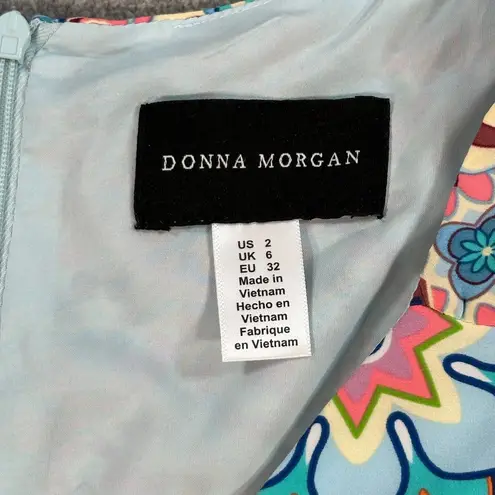 DONNA MORGAN
US 2
UK 6
EU 32
Made in
Vietnam
Hecho en
Vietnam
Fabrique
en Vietnam